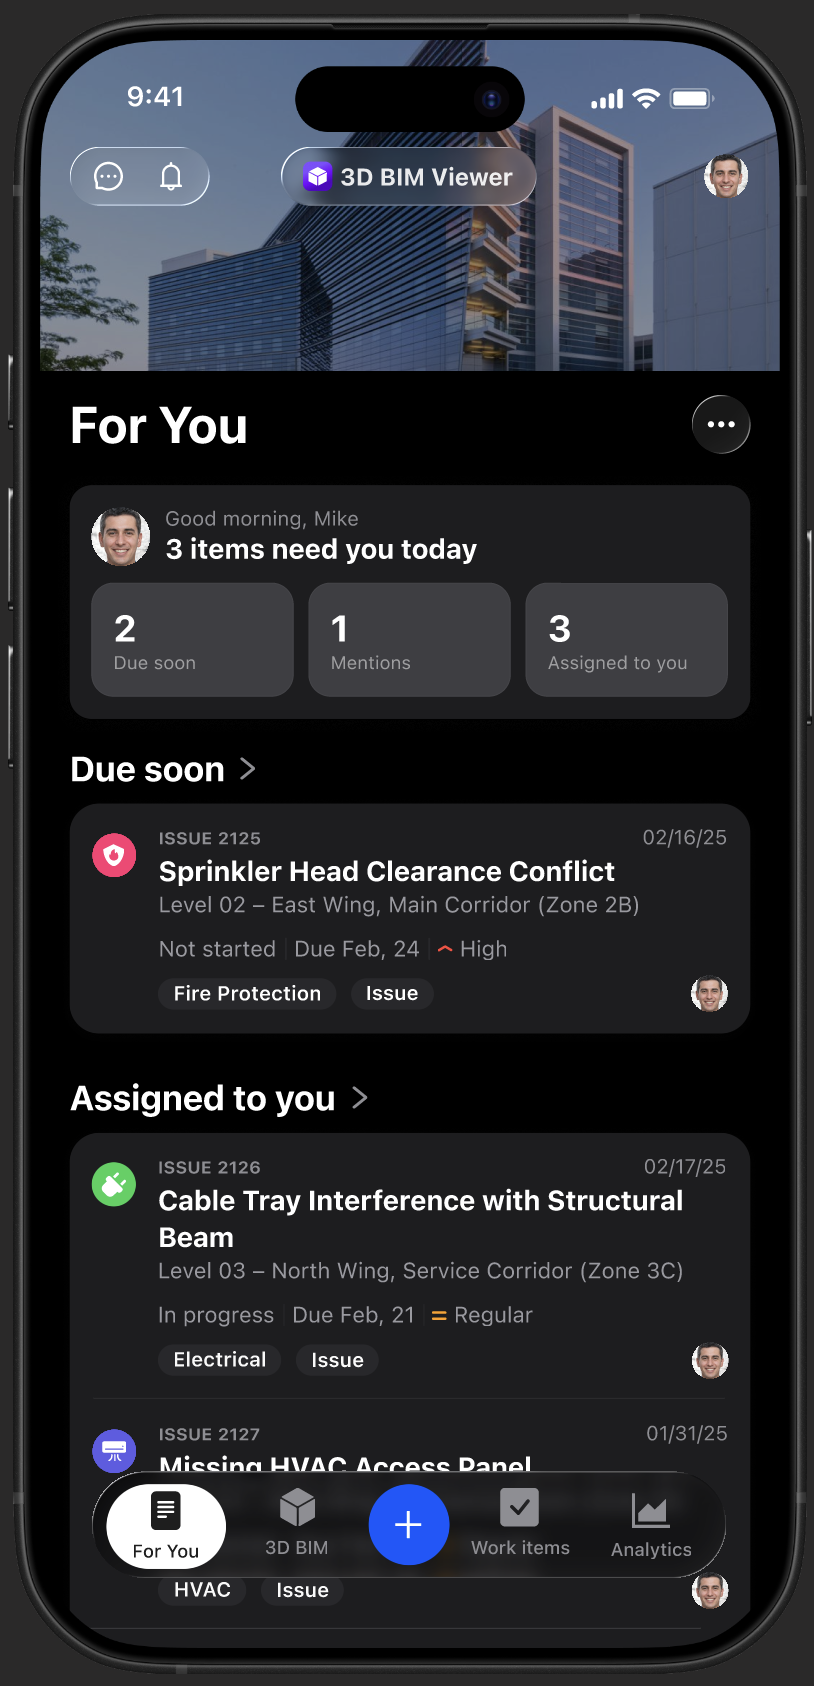 9:41
3D BIM Viewer
For You
Good morning, Mike
3 items need you today
2
Due soon
1
Mentions
3
Assigned to you
Due soon
ISSUE 2125
02/16/25
Sprinkler Head Clearance Conflict
Level 02 – East Wing, Main Corridor (Zone 2B)
Not started Due Feb, 24 High
Fire Protection Issue
Assigned to you
ISSUE 2126
02/17/25
Cable Tray Interference with Structural
Beam
Level 03 – North Wing, Service Corridor (Zone 3C)
In progress Due Feb, 21 Regular
Electrical Issue
ISSUE 2127
01/31/25
Missing HVAC Access Panel
For You
3D BIM
Work items
Analytics
HVAC Issue